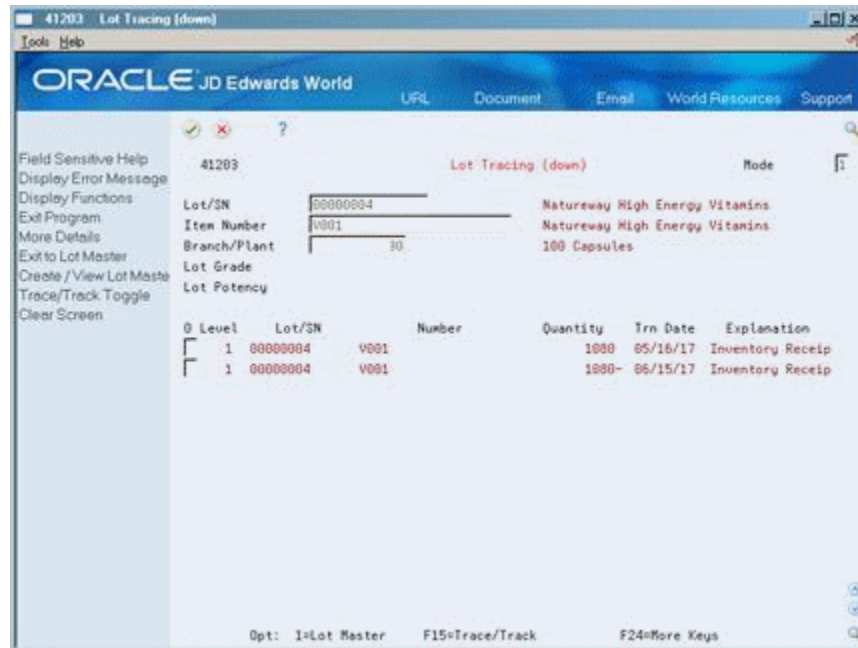 41203 Lot Tracing (down)
Tools Help
ORACLE JD Edwards World
URL Document Email World Resources Support
?
Field Sensitive Help
Display Error Message
Display Functions
Exit Program
More Details
Exit to Lot Master
Create / View Lot Maste
Trace/Track Toggle
Clear Screen
41203 Lot Tracing (down) Mode 1
Lot/SN 00000004 Natureway High Energy Vitamins
Item Number V001 Natureway High Energy Vitamins
Branch/Plant 30 100 Capsules
Lot Grade
Lot Potency
O Level Lot/SN Number Quantity Trn Date Explanation
1 00000004 V001 1080 05/16/17 Inventory Receip
1 00000004 V001 1080- 06/15/17 Inventory Receip
Opt: 1=Lot Master F15=Trace/Track F24=More Keys